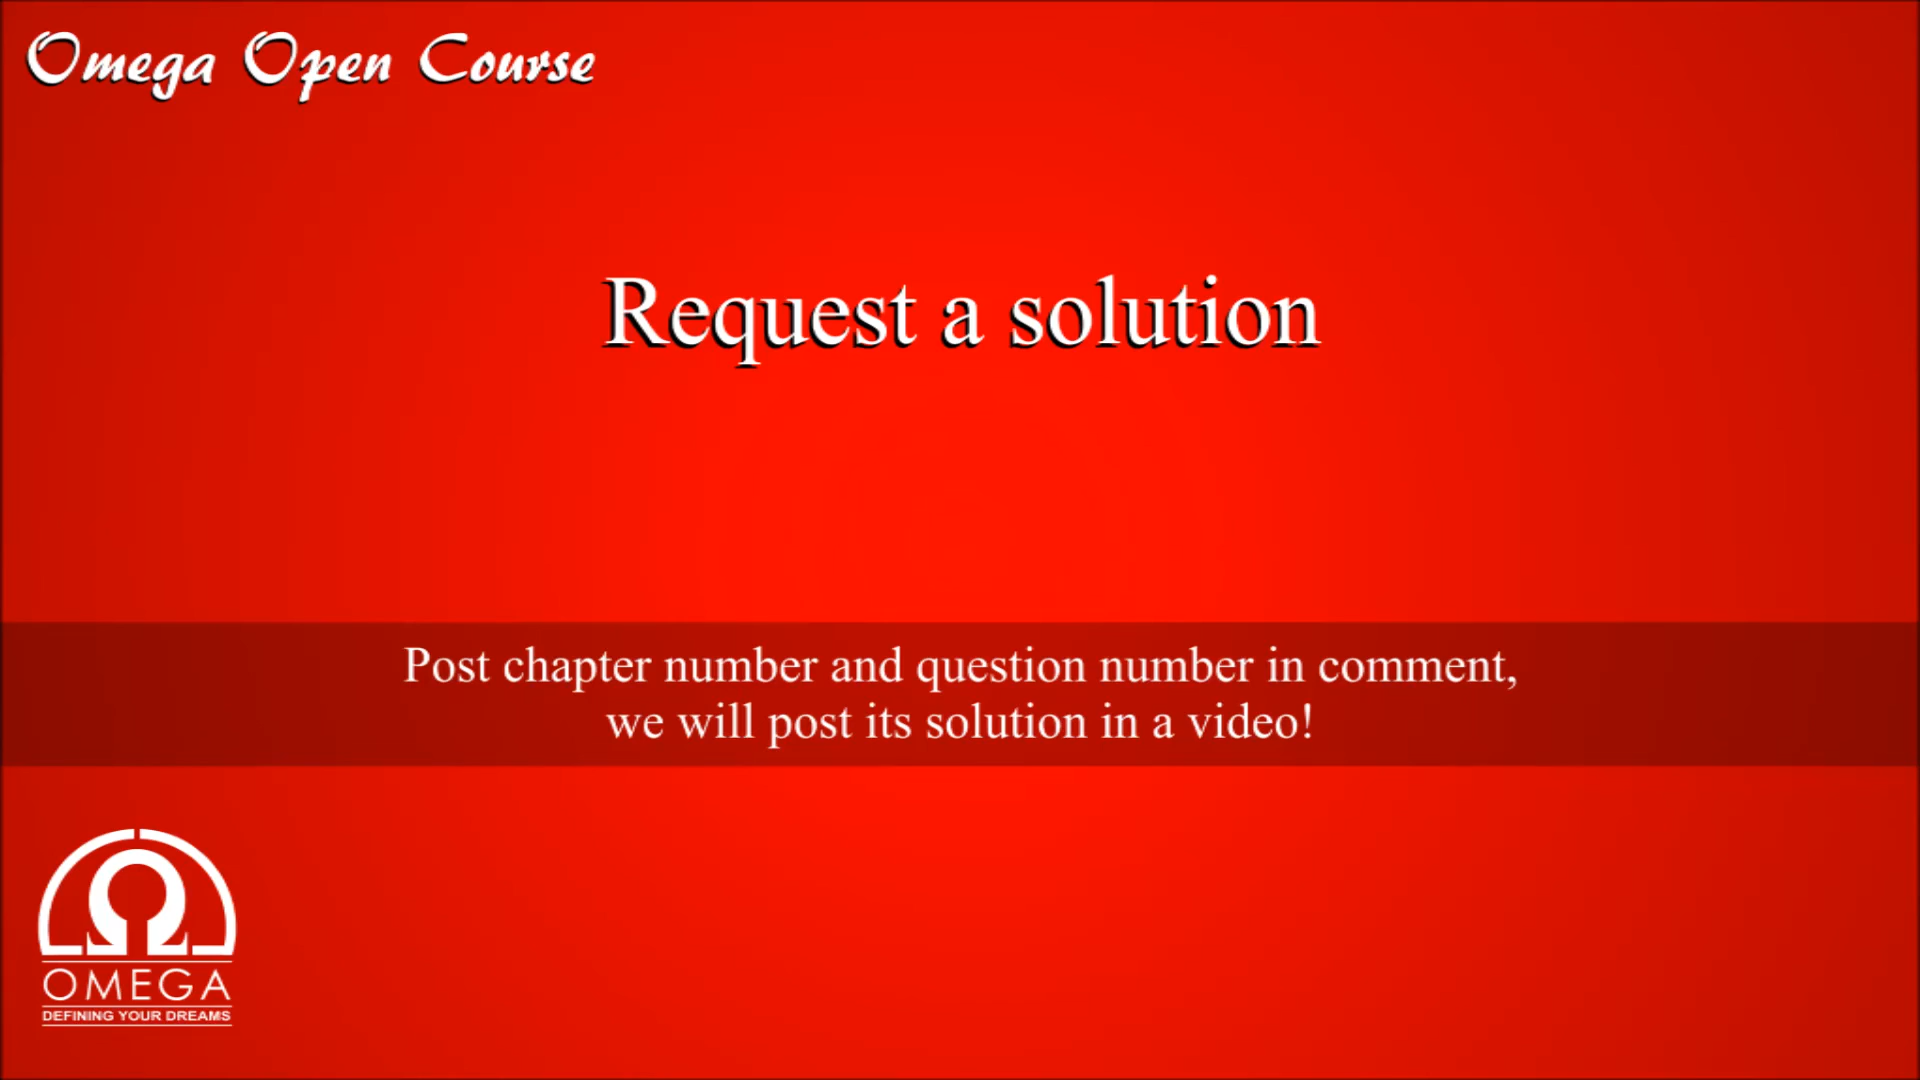 Omega Open Course
Request a solution
Post chapter number and question number in comment,
we will post its solution in a video!
OMEGA
DEFINING YOUR DREAMS